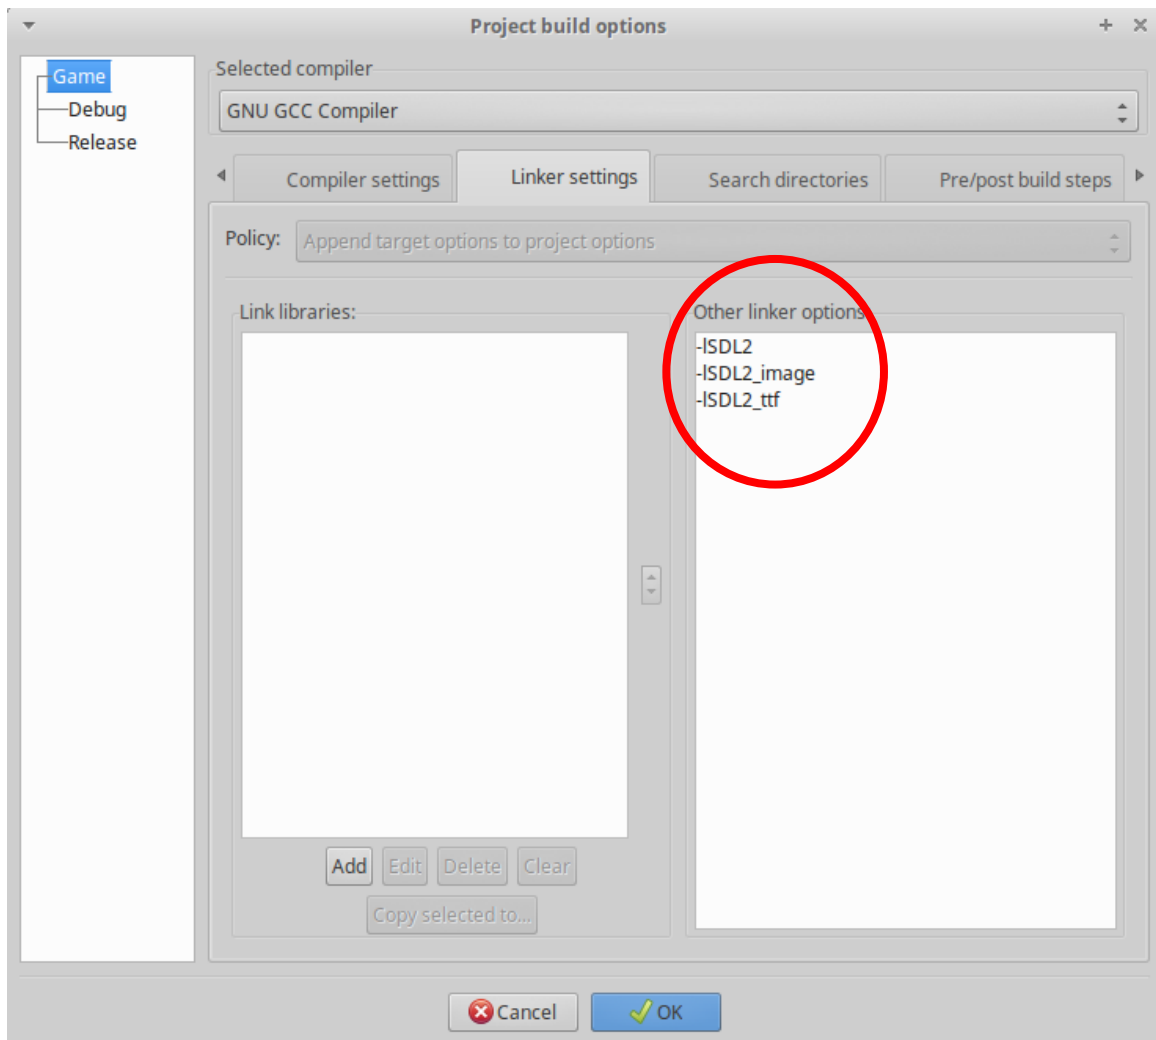 Project build options
Game
Debug
Release
Selected compiler
GNU GCC Compiler
Compiler settings
Linker settings
Search directories
Pre/post build steps
Policy:
Append target options to project options
Link libraries:
Other linker options
-lSDL2
-lSDL2_image
-lSDL2_ttf
Add
Edit
Delete
Clear
Copy selected to...
Cancel
OK